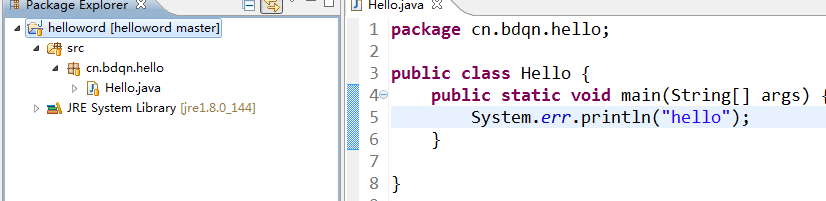 Package Explorer
helloword [helloword master]
src
cn.bdqn.hello
Hello.java
JRE System Library [jre1.8.0_144]
Hello.java
1 package cn.bdqn.hello;
2
3 public class Hello {
4 public static void main(String[] args) {
5 System.err.println("hello");
6 }
7
8 }